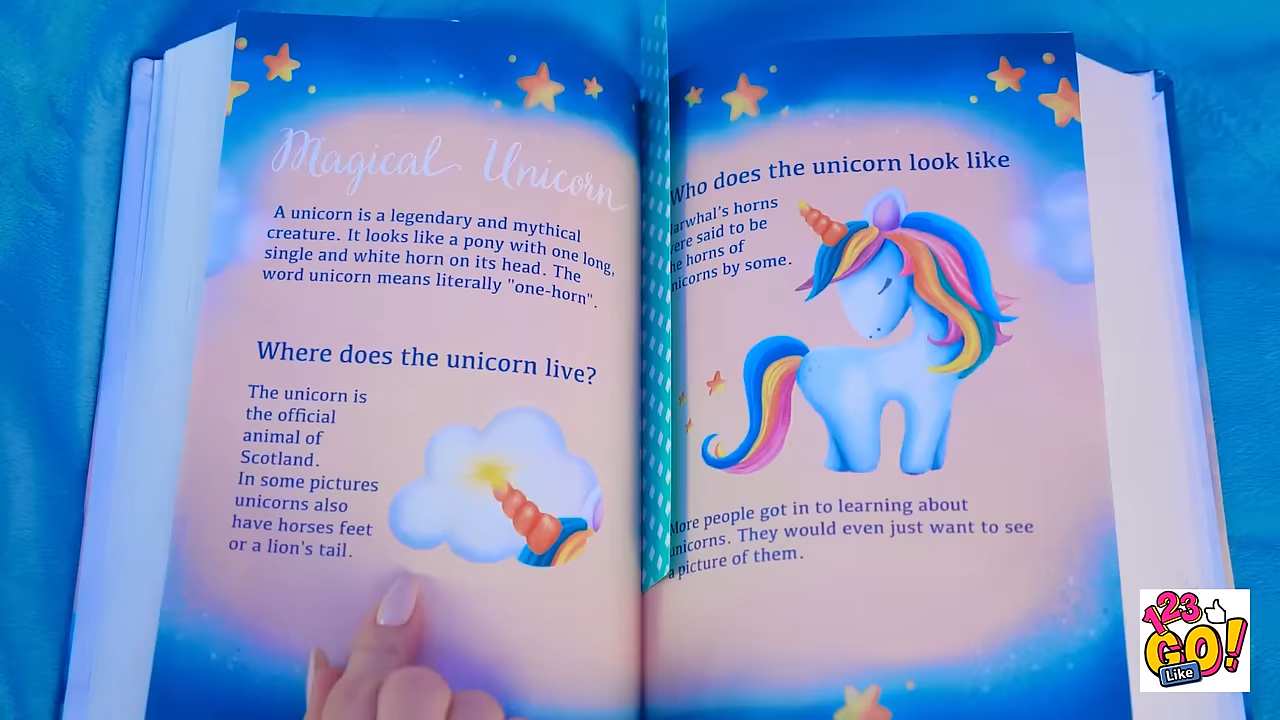 Magical Unicorn
A unicorn is a legendary and mythical
creature. It looks like a pony with one long,
single and white horn on its head. The
word unicorn means literally "one-horn".
Where does the unicorn live?
The unicorn is
the official
animal of
Scotland.
In some pictures
unicorns also
have horses feet
or a lion's tail.
Who does the unicorn look like
arwhal's horns
ere said to be
he horns of
nicorns by some.
More people got in to learning about
unicorns. They would even just want to see
a picture of them.
123
GO!
Like